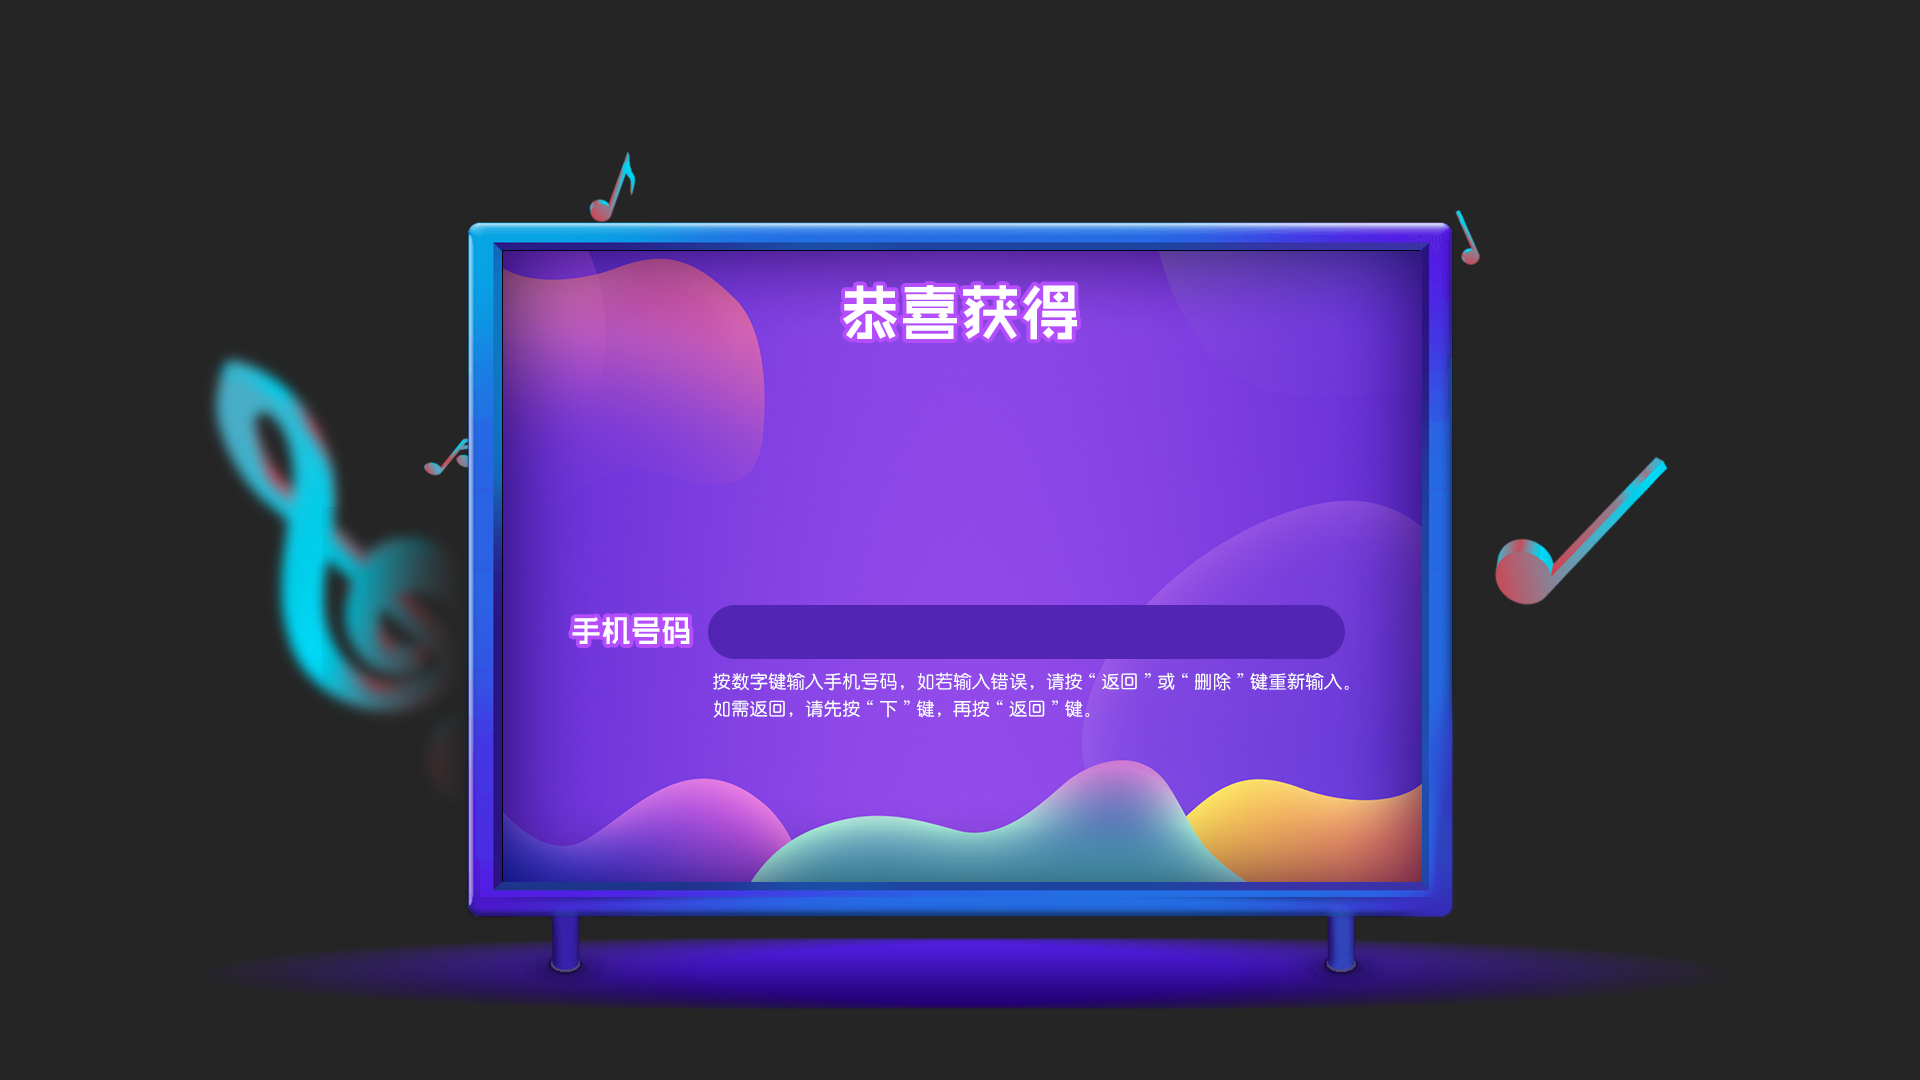 恭喜获得
手机号码
按数字键输入手机号码，如若输入错误，请按“返回”或“删除”键重新输入。
如需返回，请先按“下”键，再按“返回”键。